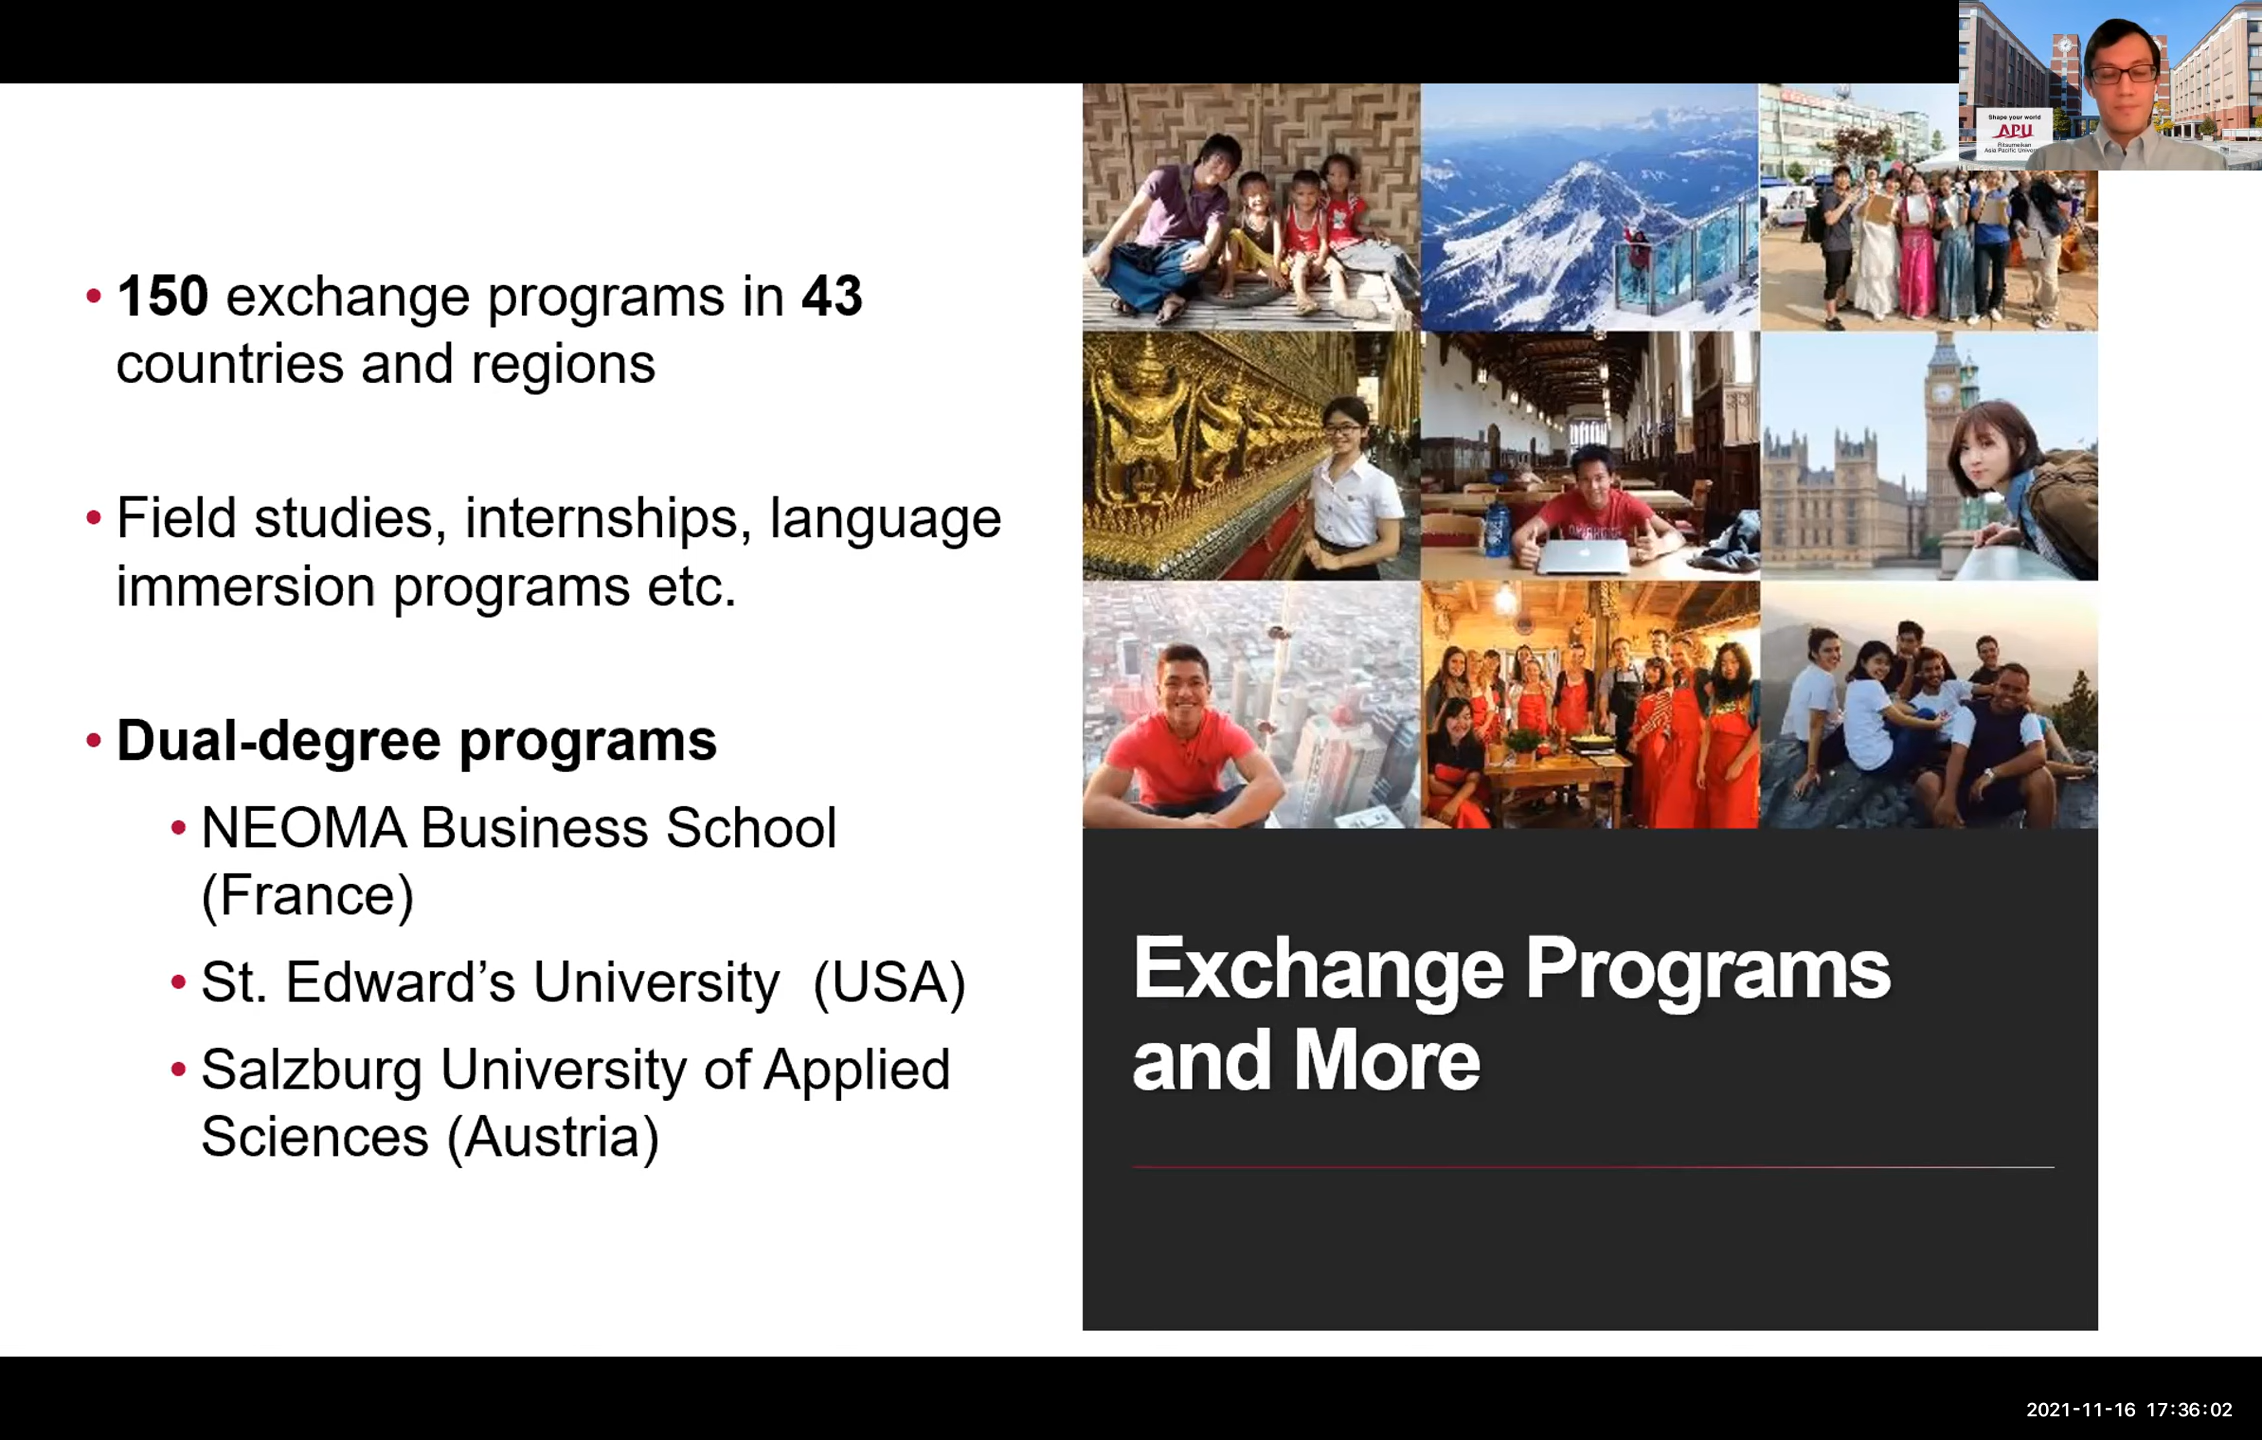 • 150 exchange programs in 43
countries and regions
• Field studies, internships, language
immersion programs etc.
• Dual-degree programs
• NEOMA Business School
(France)
• St. Edward’s University (USA)
• Salzburg University of Applied
Sciences (Austria)
Shape your world
APU
Ritsumeikan
Asia Pacific
Exchange Programs
and More
2021-11-16 17:36:02